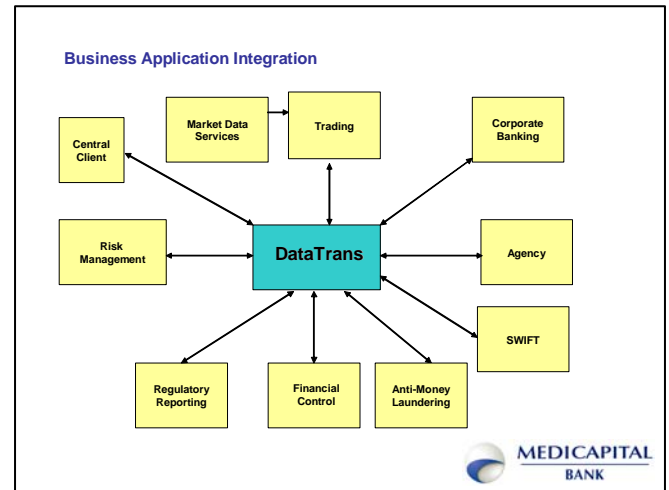 Business Application Integration
Central
Client
Market Data
Services
Trading
Corporate
Banking
Risk
Management
DataTrans
Agency
SWIFT
Regulatory
Reporting
Financial
Control
Anti-Money
Laundering
MEDICAPITAL
BANK